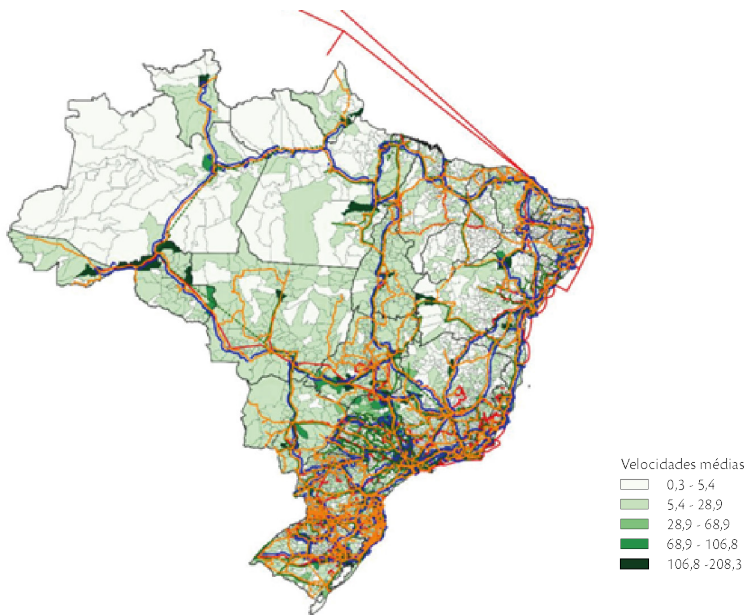 Velocidades médias
0,3 - 5,4
5,4 - 28,9
28,9 - 68,9
68,9 - 106,8
106,8 -208,3